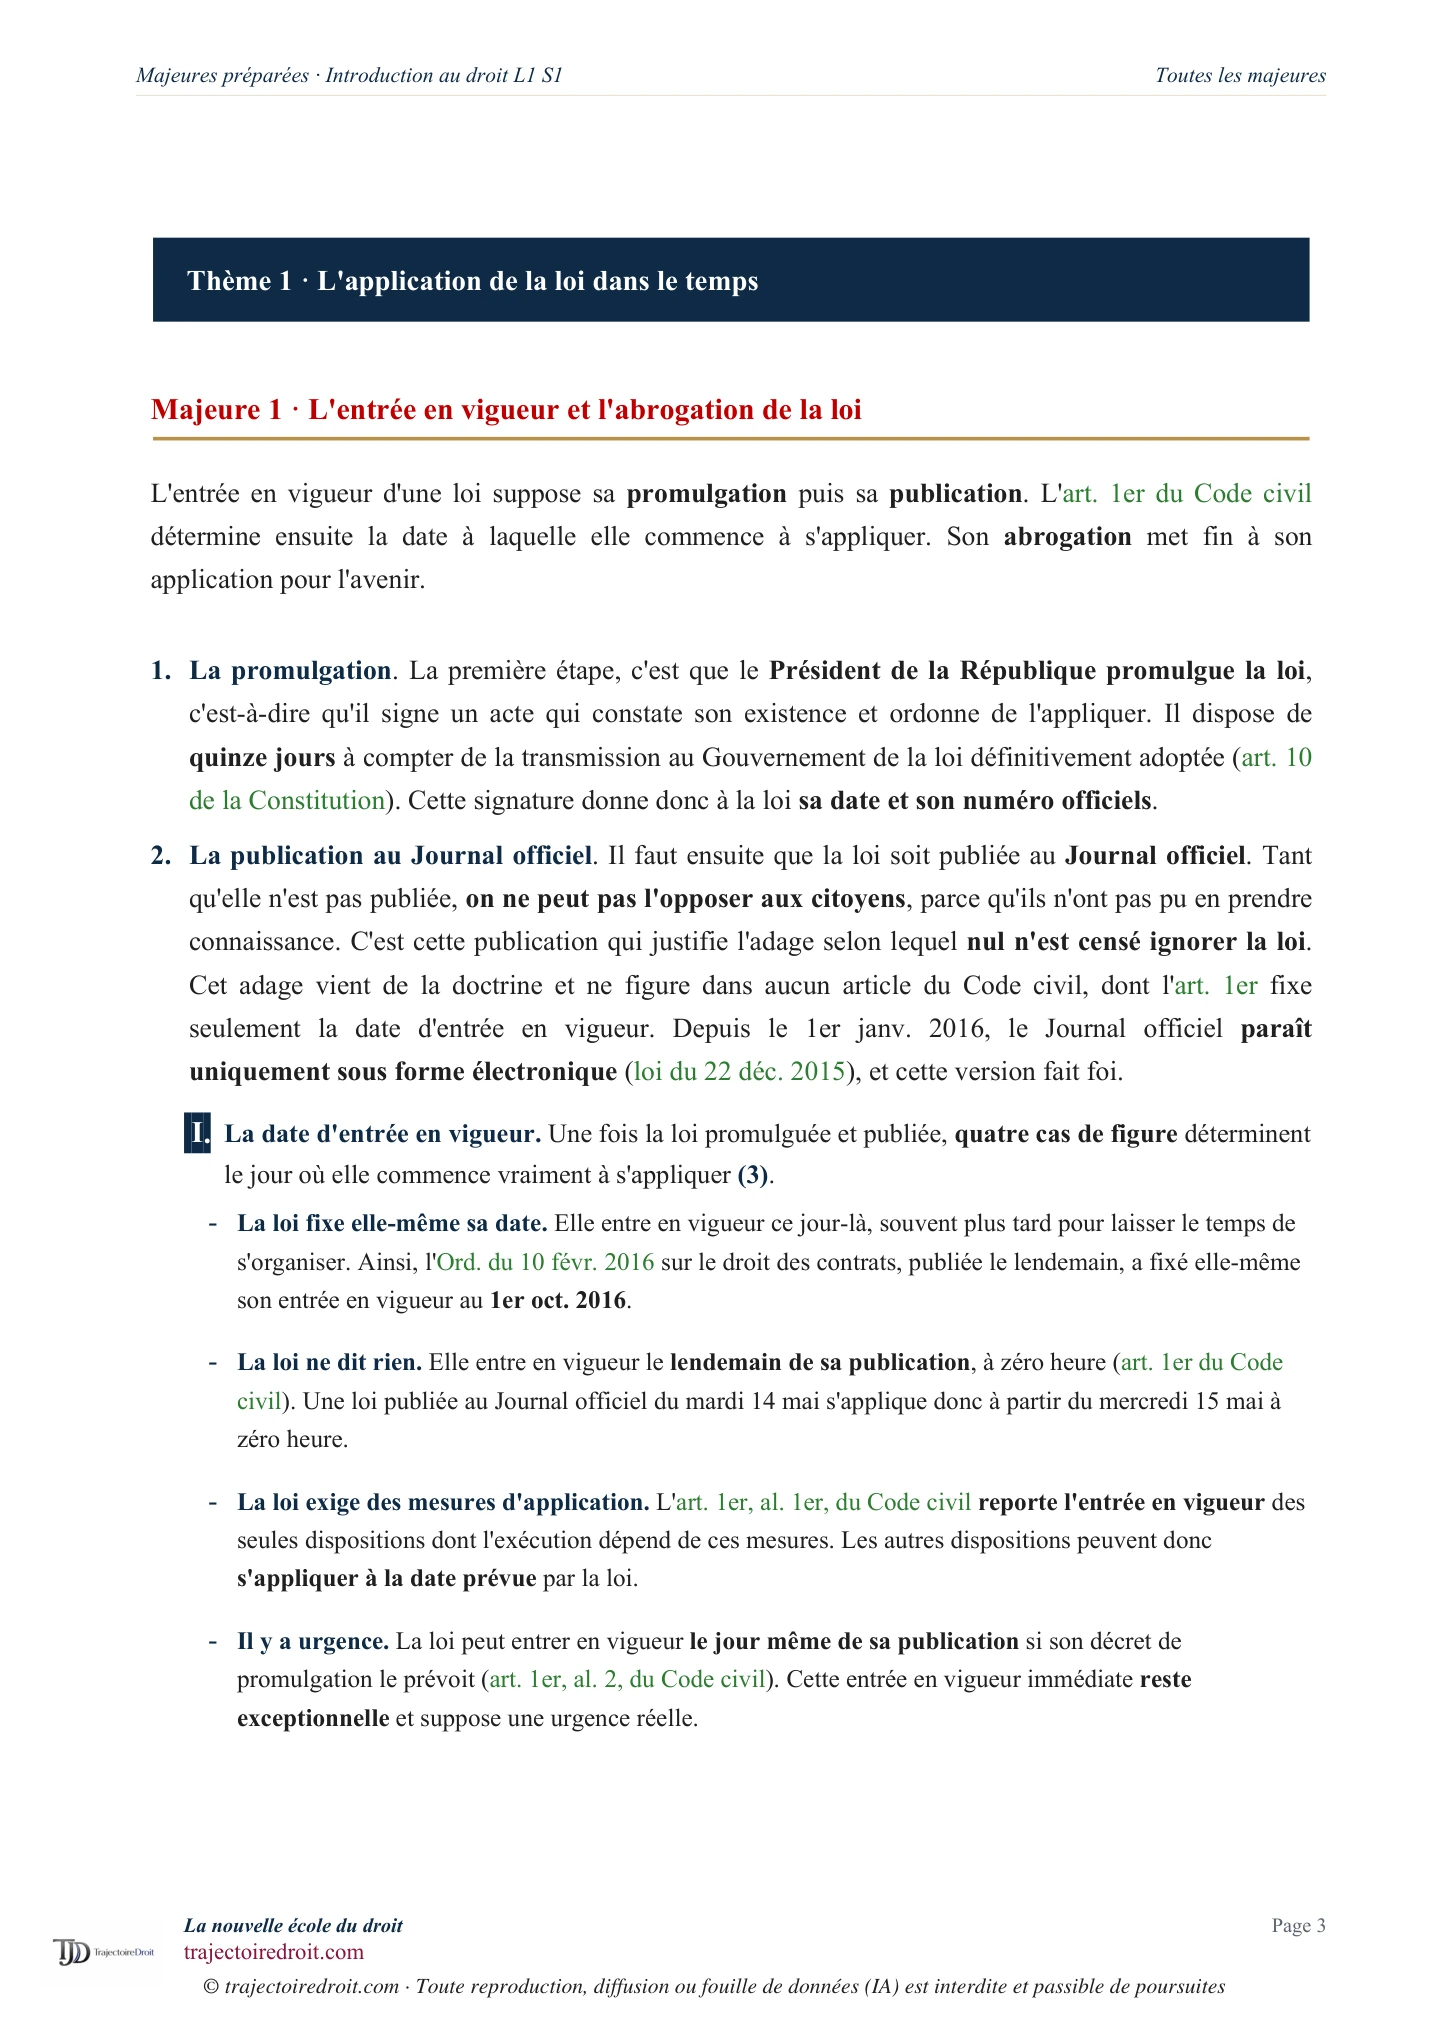 Majeures préparées · Introduction au droit L1 S1
Toutes les majeures
Thème 1 · L'application de la loi dans le temps
Majeure 1 · L'entrée en vigueur et l'abrogation de la loi
L'entrée en vigueur d'une loi suppose sa promulgation puis sa publication. L'art. 1er du Code civil
détermine ensuite la date à laquelle elle commence à s'appliquer. Son abrogation met fin à son
application pour l'avenir.
1. La promulgation. La première étape, c'est que le Président de la République promulgue la loi,
c'est-à-dire qu'il signe un acte qui constate son existence et ordonne de l'appliquer. Il dispose de
quinze jours à compter de la transmission au Gouvernement de la loi définitivement adoptée (art. 10
de la Constitution). Cette signature donne donc à la loi sa date et son numéro officiels.
2. La publication au Journal officiel. Il faut ensuite que la loi soit publiée au Journal officiel. Tant
qu'elle n'est pas publiée, on ne peut pas l'opposer aux citoyens, parce qu'ils n'ont pas pu en prendre
connaissance. C'est cette publication qui justifie l'adage selon lequel nul n'est censé ignorer la loi.
Cet adage vient de la doctrine et ne figure dans aucun article du Code civil, dont l'art. 1er fixe
seulement la date d'entrée en vigueur. Depuis le 1er janv. 2016, le Journal officiel paraît
uniquement sous forme électronique (loi du 22 déc. 2015), et cette version fait foi.
I. La date d'entrée en vigueur. Une fois la loi promulguée et publiée, quatre cas de figure déterminent
le jour où elle commence vraiment à s'appliquer (3).
- La loi fixe elle-même sa date. Elle entre en vigueur ce jour-là, souvent plus tard pour laisser le temps de
s'organiser. Ainsi, l'Ord. du 10 févr. 2016 sur le droit des contrats, publiée le lendemain, a fixé elle-même
son entrée en vigueur au 1er oct. 2016.
- La loi ne dit rien. Elle entre en vigueur le lendemain de sa publication, à zéro heure (art. 1er du Code
civil). Une loi publiée au Journal officiel du mardi 14 mai s'applique donc à partir du mercredi 15 mai à
zéro heure.
- La loi exige des mesures d'application. L'art. 1er, al. 1er, du Code civil reporte l'entrée en vigueur des
seules dispositions dont l'exécution dépend de ces mesures. Les autres dispositions peuvent donc
s'appliquer à la date prévue par la loi.
- Il y a urgence. La loi peut entrer en vigueur le jour même de sa publication si son décret de
promulgation le prévoit (art. 1er, al. 2, du Code civil). Cette entrée en vigueur immédiate reste
exceptionnelle et suppose une urgence réelle.
La nouvelle école du droit
Page 3
TJD TrajectoireDroit
trajectoiredroit.com
© trajectoiredroit.com · Toute reproduction, diffusion ou fouille de données (IA) est interdite et passible de poursuites